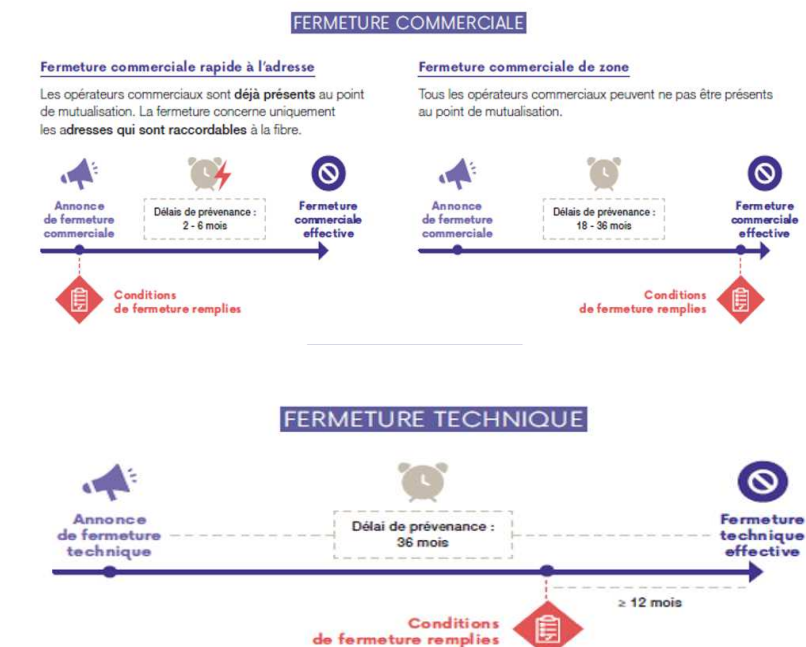 FERMETURE COMMERCIALE
Fermeture commerciale rapide à l'adresse
Les opérateurs commerciaux sont déjà présents au point
de mutualisation. La fermeture concerne uniquement
les adresses qui sont raccordables à la fibre.
Annonce
de fermeture
commerciale
Délais de prévenance :
2 - 6 mois
Fermeture
commerciale
effective
Conditions
de fermeture remplies
Fermeture commerciale de zone
Tous les opérateurs commerciaux peuvent ne pas être présents
au point de mutualisation.
Annonce
de fermeture
commerciale
Délais de prévenance :
18 - 36 mois
Fermeture
commerciale
effective
Conditions
de fermeture remplies
FERMETURE TECHNIQUE
Annonce
de fermeture
technique
Délai de prévenance :
36 mois
Fermeture
technique
effective
≥ 12 mois
Conditions
de fermeture remplies